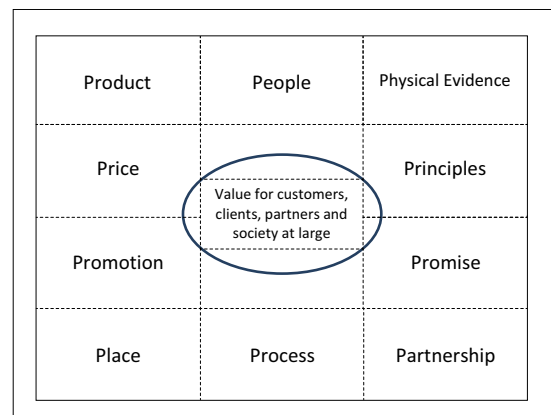 Product
People
Physical Evidence
Price
Principles
Value for customers,
clients, partners and
society at large
Promotion
Promise
Place
Process
Partnership